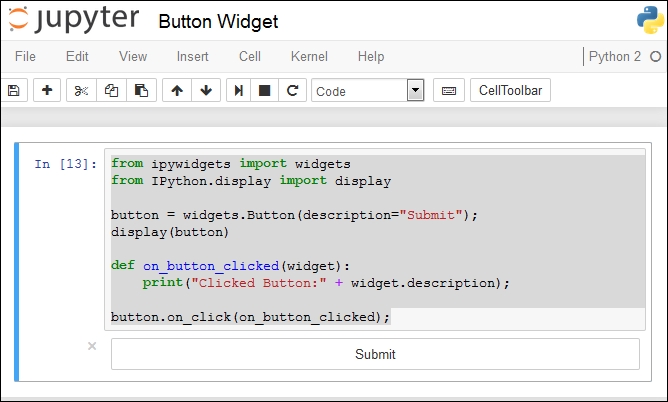 jupyter Button Widget
File Edit View Insert Cell Kernel Help Python 2
Code CellToolbar
In [13]: from ipywidgets import widgets
from IPython.display import display
button = widgets.Button(description="Submit");
display(button)
def on_button_clicked(widget):
    print("Clicked Button:" + widget.description);
button.on_click(on_button_clicked);
× Submit